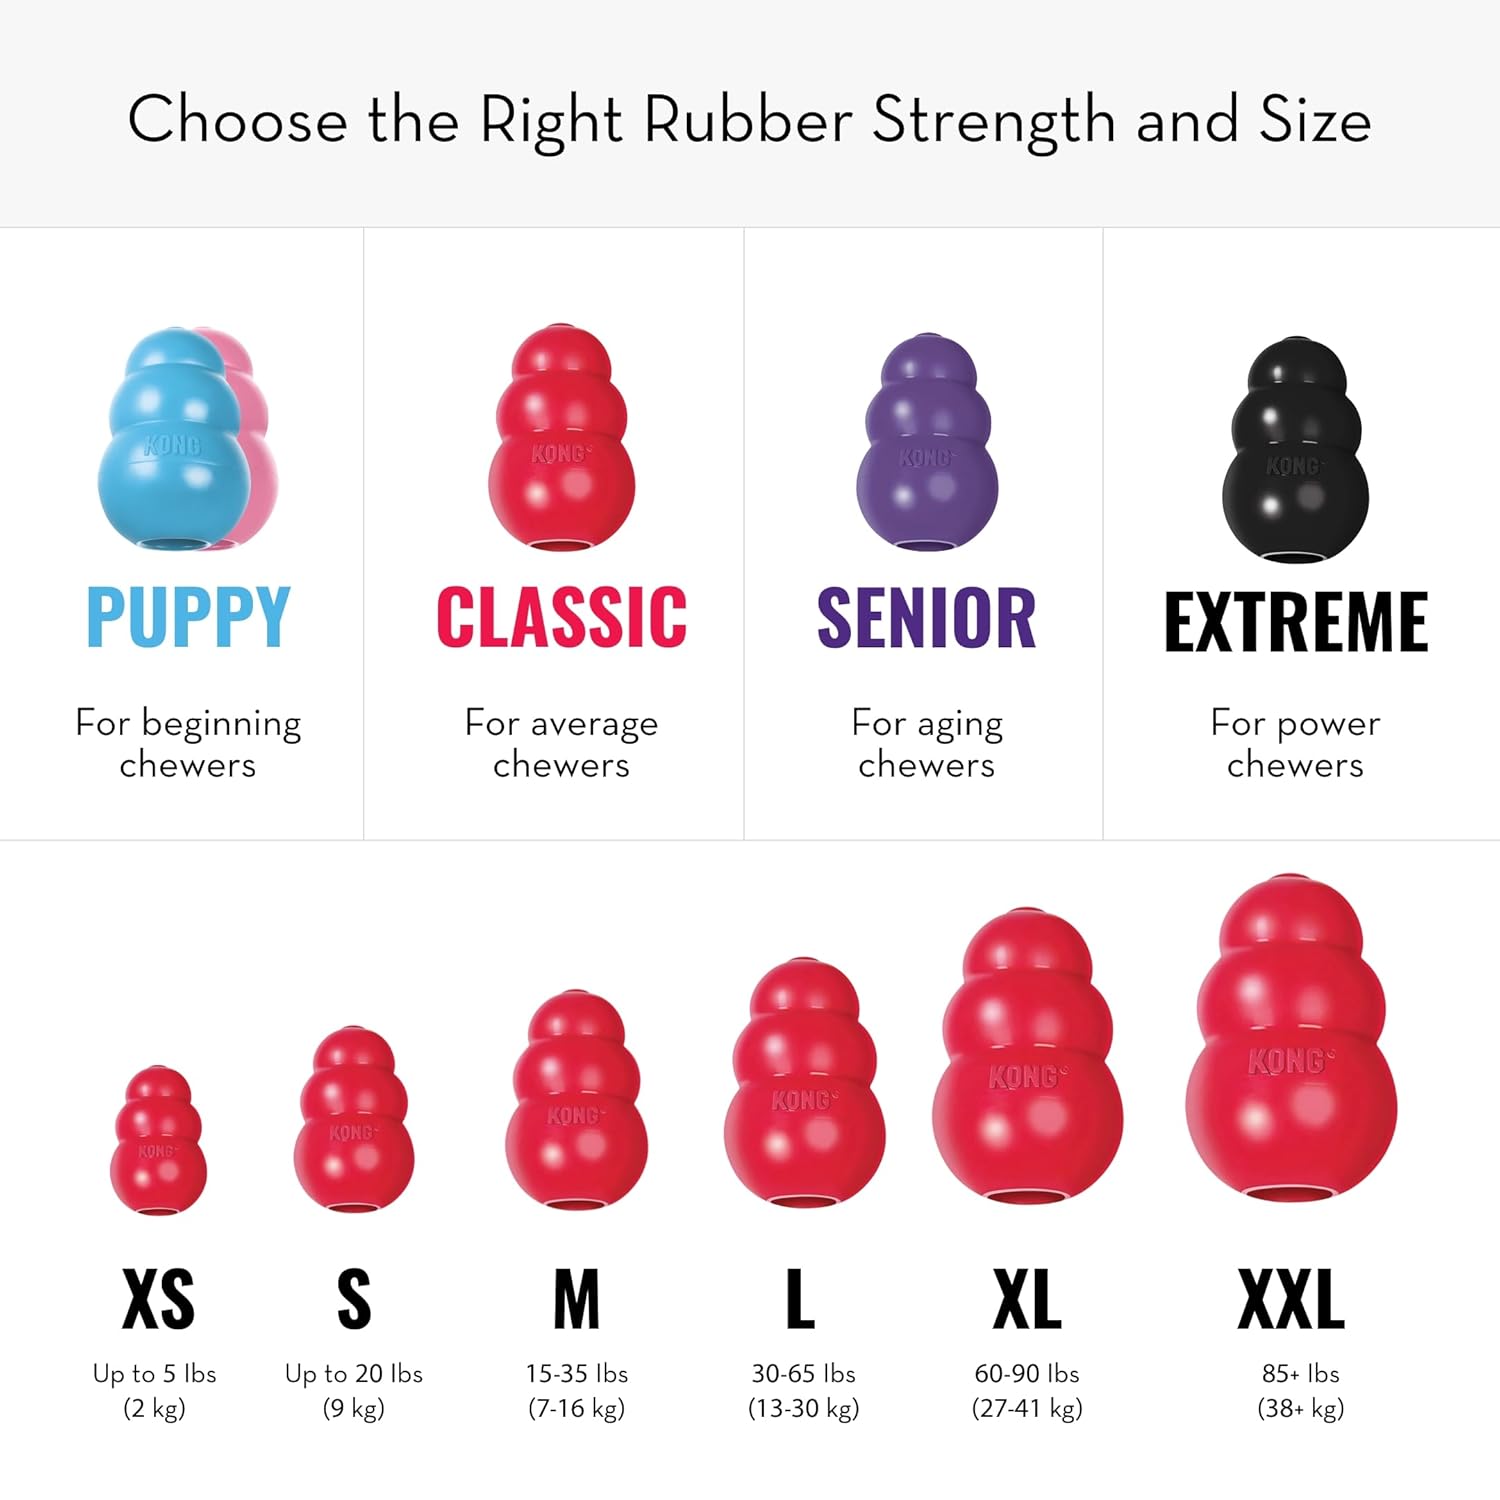 Choose the Right Rubber Strength and Size
KONG
KONG
KONG
KONG
PUPPY
CLASSIC
SENIOR
EXTREME
For beginning
chewers
For average
chewers
For aging
chewers
For power
chewers
KONG
KONG
KONG
KONG
KONG
KONG
XS
S
M
L
XL
XXL
Up to 5 lbs
(2 kg)
Up to 20 lbs
(9 kg)
15-35 lbs
(7-16 kg)
30-65 lbs
(13-30 kg)
60-90 lbs
(27-41 kg)
85+ lbs
(38+ kg)